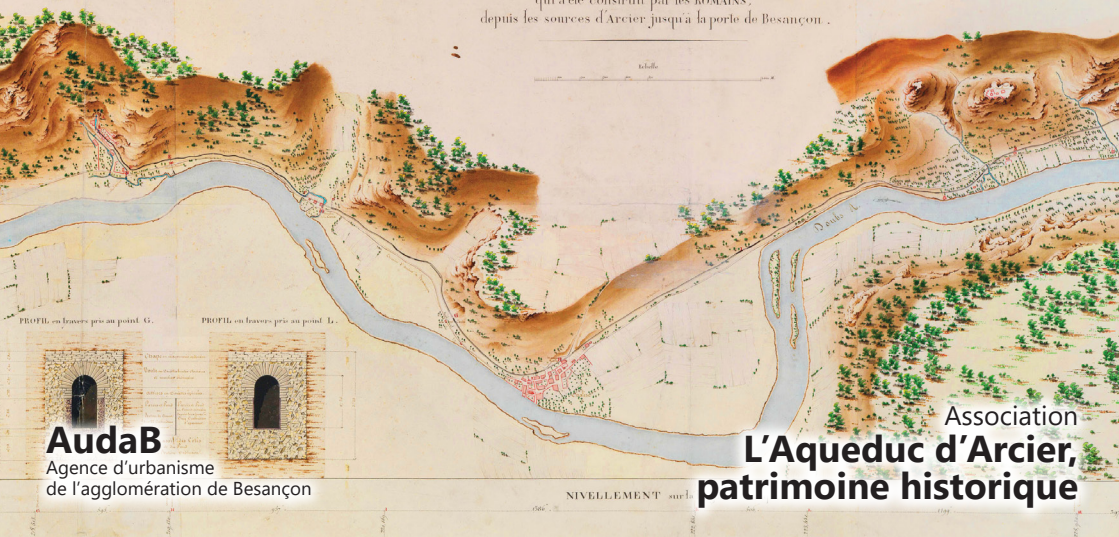 qui a été construit par les ROMAINS,
depuis les sources d'Arcier jusqu'à la porte de Besançon.
Echelle
Doubs R.
PROFIL en travers pris au point G.
PROFIL en travers pris au point L.
AudaB
Agence d'urbanisme
de l'agglomération de Besançon
Association
L'Aqueduc d'Arcier,
patrimoine historique
NIVELLEMENT sur la